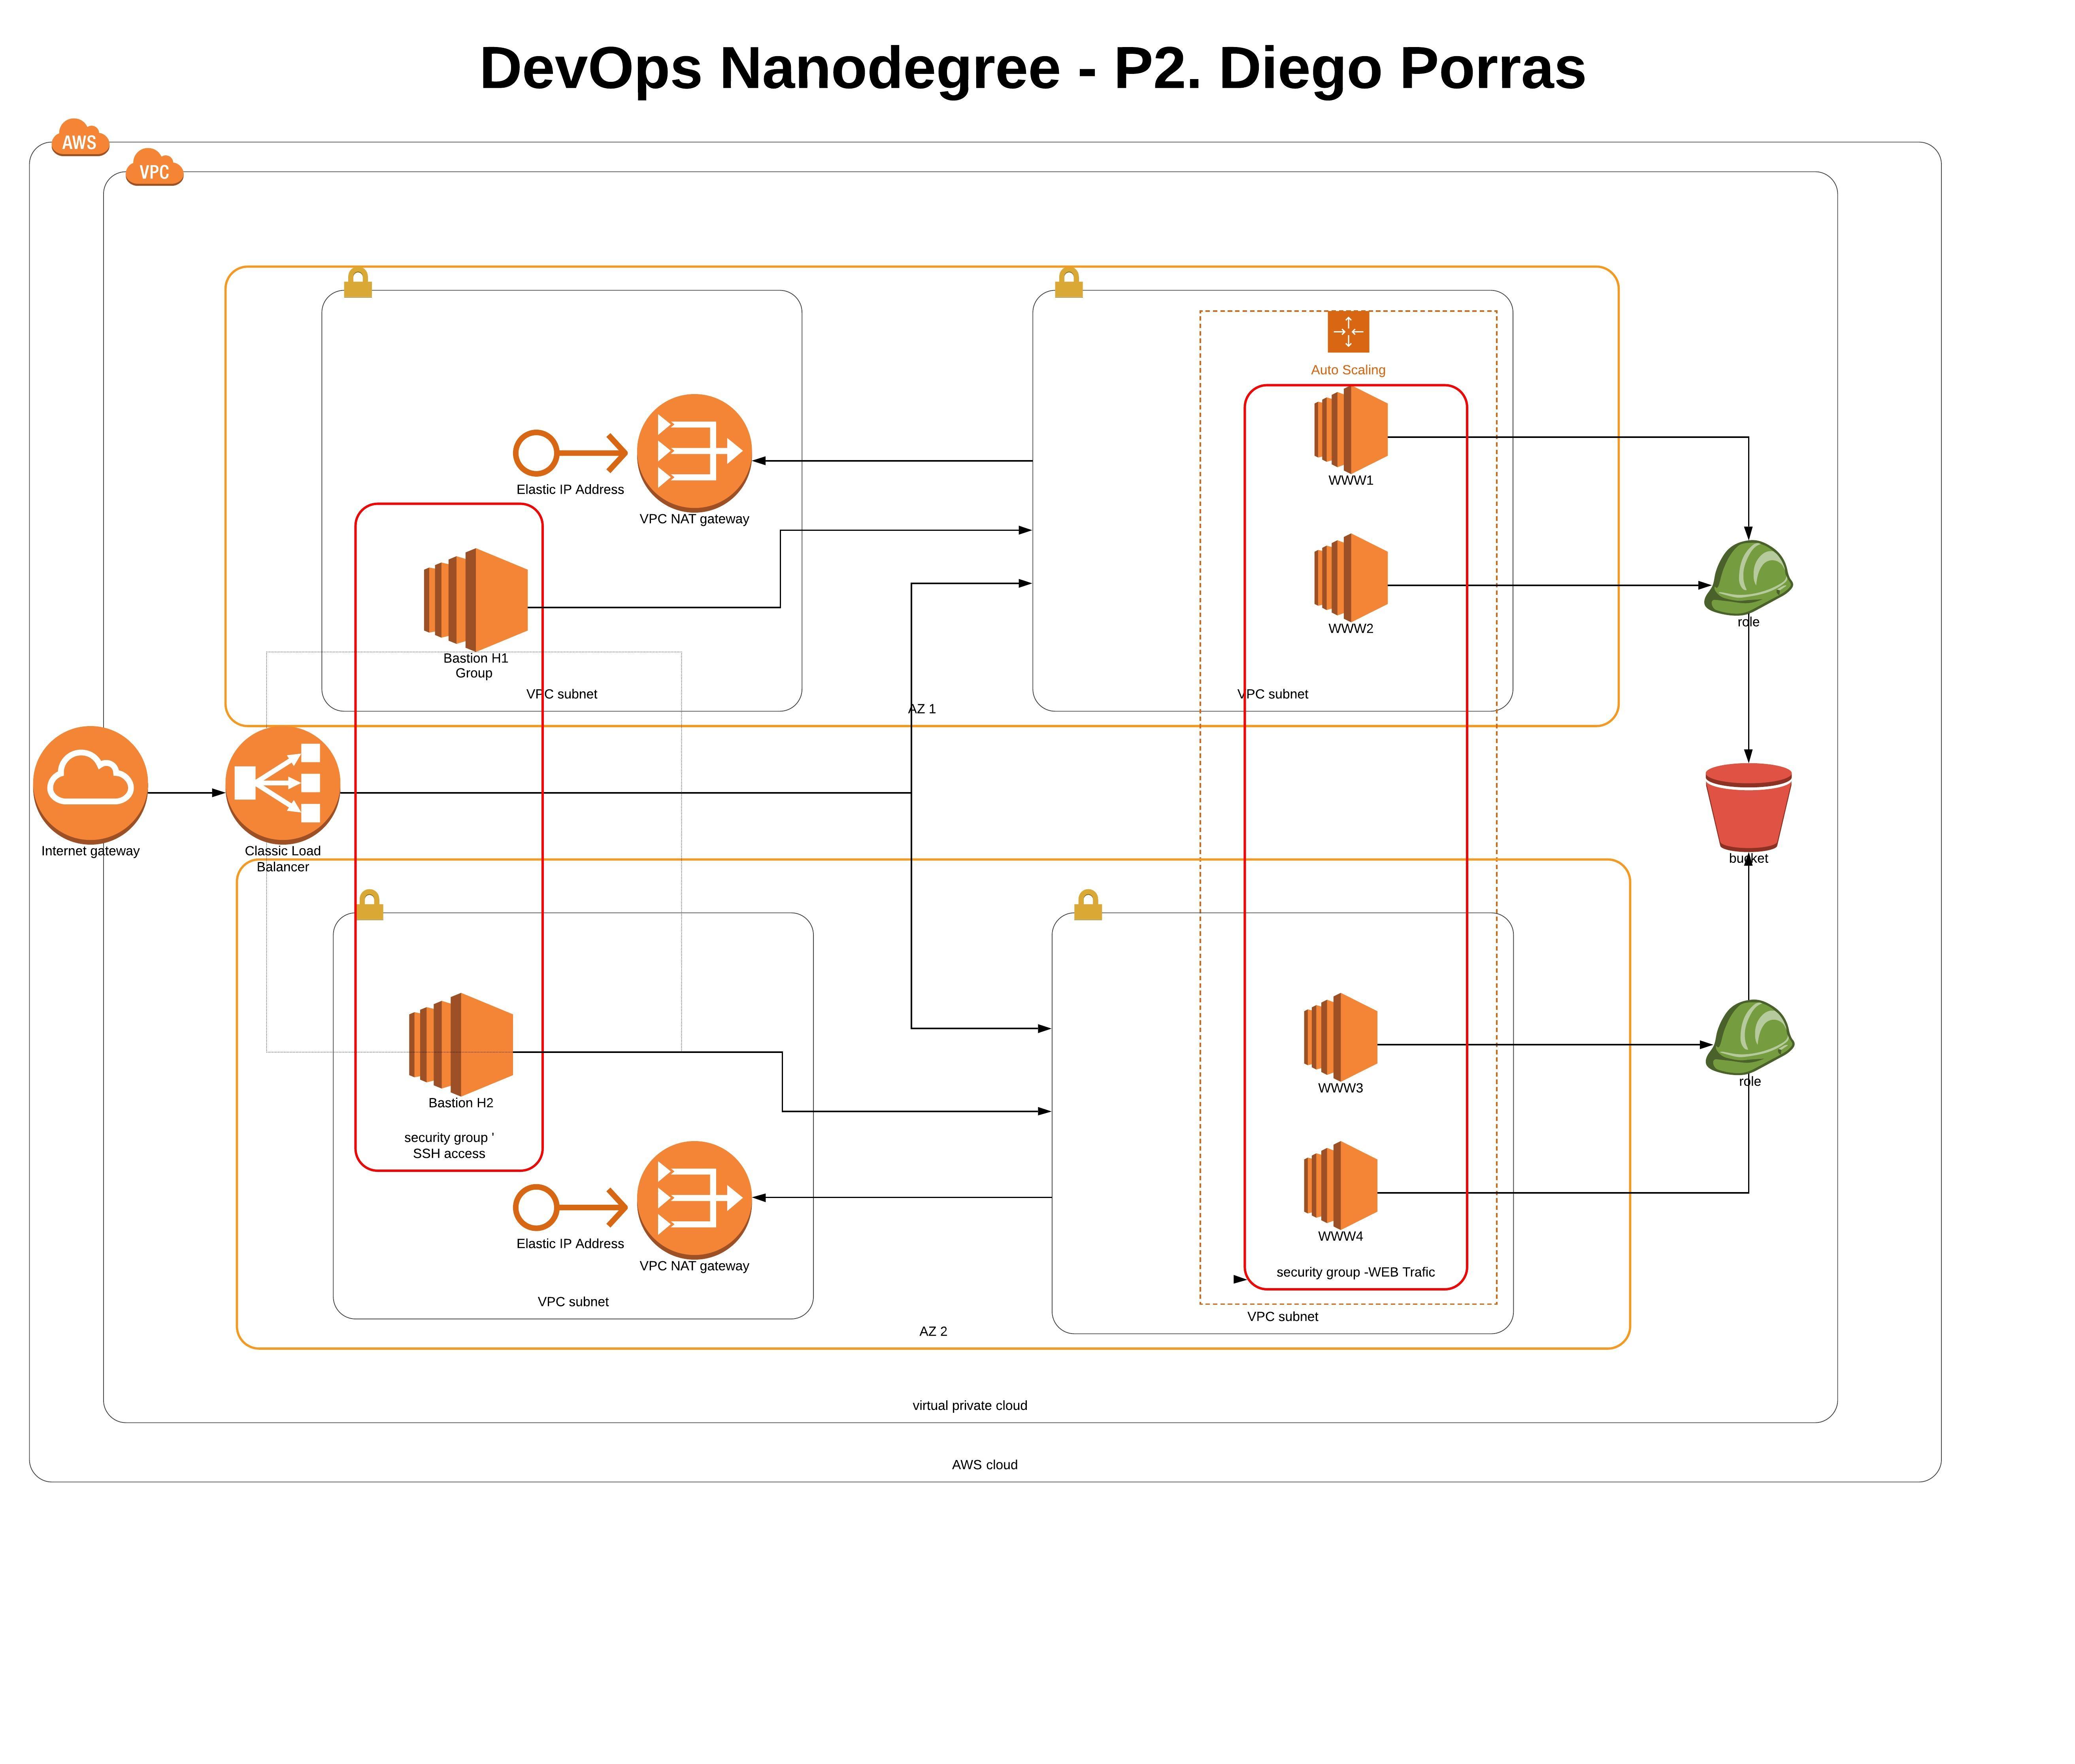 DevOps Nanodegree - P2. Diego Porras
AWS
VPC
Auto Scaling
Elastic IP Address
VPC NAT gateway
WWW1
WWW2
role
Bastion H1
Group
VPC subnet
VPC subnet
AZ 1
Internet gateway
Classic Load
Balancer
bucket
Bastion H2
security group '
SSH access
Elastic IP Address
VPC NAT gateway
VPC subnet
WWW3
role
WWW4
security group -WEB Trafic
VPC subnet
AZ 2
virtual private cloud
AWS cloud